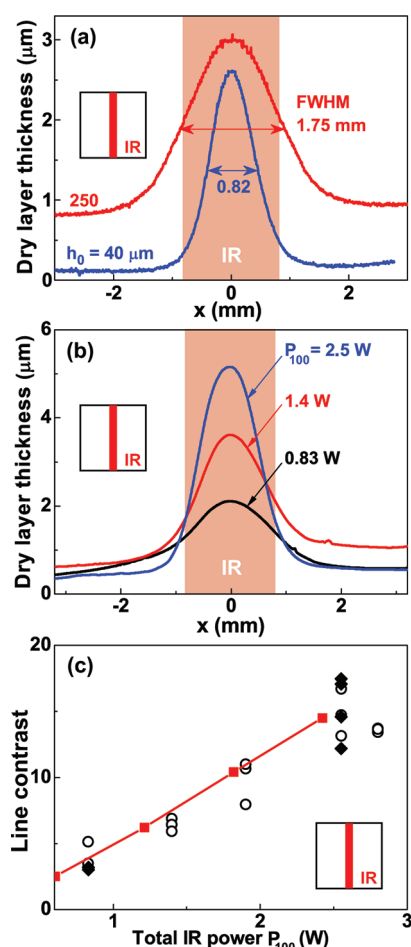 (a)
3
2
1
0
Dry layer thickness (μm)
FWHM
1.75 mm
IR
0.82
250
h₀ = 40 μm
IR
-2
0
2
x (mm)
(b)
6
4
2
0
Dry layer thickness (μm)
P₁₀₀ = 2.5 W
1.4 W
0.83 W
IR
IR
-2
0
2
x (mm)
(c)
20
10
0
Line contrast
IR
1
2
3
Total IR power P₁₀₀ (W)